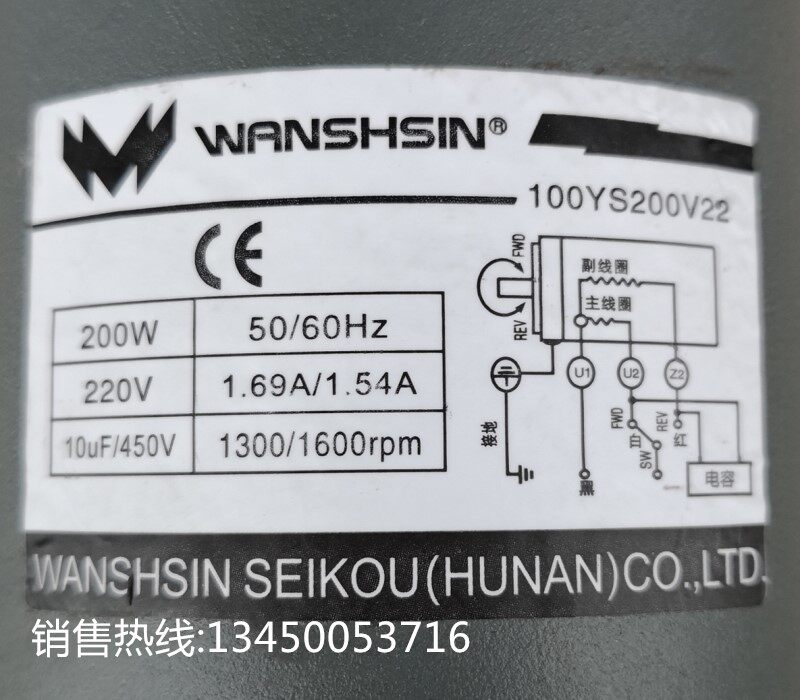 WANSHSIN®
100YS200V22
CE
200W 50/60Hz
220V 1.69A/1.54A
10uF/450V 1300/1600rpm
FWD
REV
副线圈
主线圈
U1 U2 Z2
接地
黑
FWD
白
SW
REV
红
电容
WANSHSIN SEIKOU(HUNAN)CO.,LTD.
销售热线:13450053716